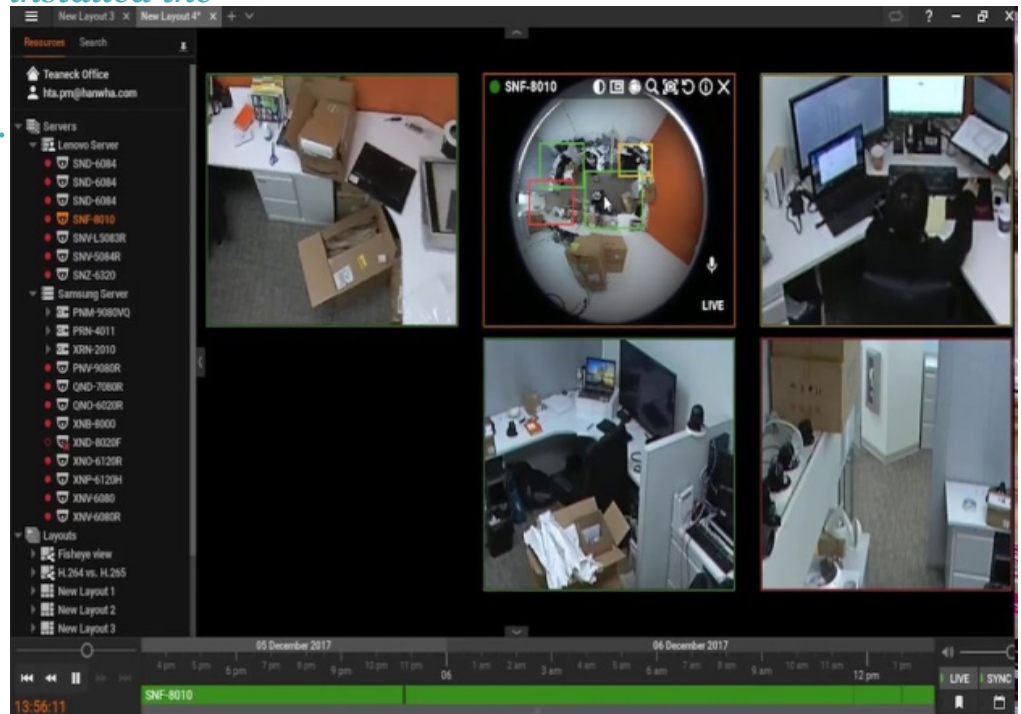 installed the
New Layout 3 X New Layout 4* X + ?
Resources Search
Teaneck Office
hta.pm@hanwha.com
Servers
Lenovo Server
SND-6084
SND-6084
SND-6084
SNF-8010
SNV-L5083R
SNV-5084R
SNZ-6320
Samsung Server
PNM-9080VQ
PRN-4011
XRN-2010
PNV-9080R
QND-7080R
QNO-6020R
XNB-8000
XND-8020F
XNO-6120R
XNP-6120H
XNV-6080
XNV-6080R
Layouts
Fisheye view
H.264 vs. H.265
New Layout 1
New Layout 2
New Layout 3
SNF-8010
LIVE
05 December 2017 06 December 2017
4 pm 5 pm 6 pm 7 pm 8 pm 9 pm 10 pm 11 pm 06 1 am 2 am 3 am 4 am 5 am 6 am 7 am 8 am 9 am 10 am 11 am 12 pm 1 pm
LIVE SYNC
SNF-8010
13:56:11